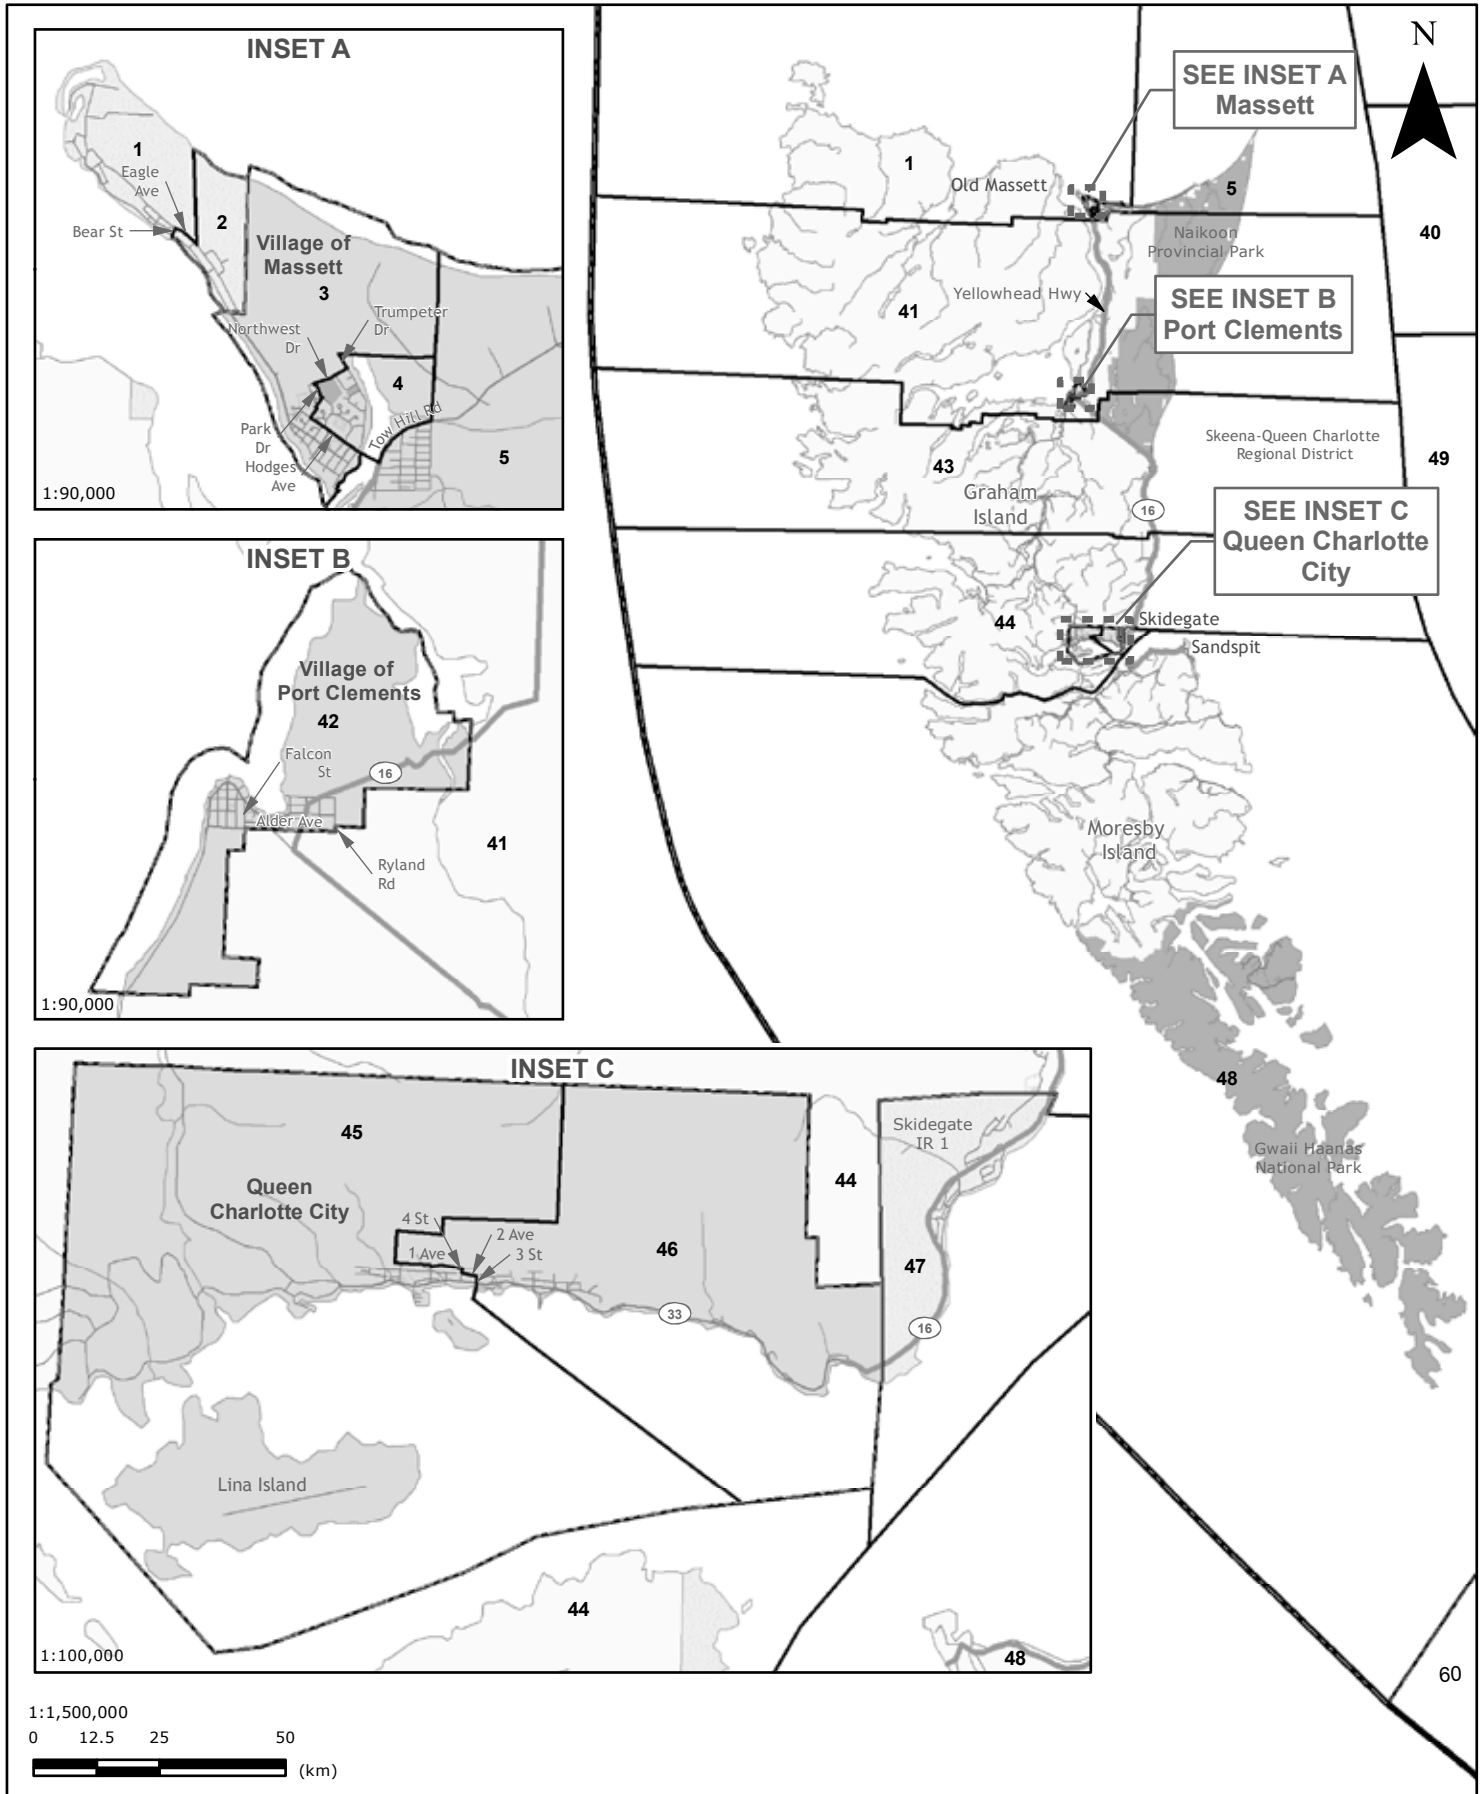 INSET A
1
Eagle
Ave
Bear St
2
Village of
Massett
3
Trumpeter
Dr
Northwest
Dr
4
Park
Dr
Hodges
Ave
Tow Hill Rd
5
1:90,000
INSET B
Village of
Port Clements
42
Falcon
St
16
Alder Ave
41
Ryland
Rd
1:90,000
N
SEE INSET A
Massett
1
Old Massett
5
40
Naikoon
Provincial Park
Yellowhead Hwy
41
SEE INSET B
Port Clements
Skeena-Queen Charlotte
Regional District
43
49
Graham
Island
16
SEE INSET C
Queen Charlotte
City
44
Skidegate
Sandspit
Moresby
Island
48
Gwaii Haanas
National Park
60
INSET C
45
Skidegate
IR 1
44
Queen
Charlotte City
4 St
2 Ave
1 Ave
3 St
46
47
33
16
Lina Island
44
48
1:100,000
1:1,500,000
0 12.5 25 50
(km)